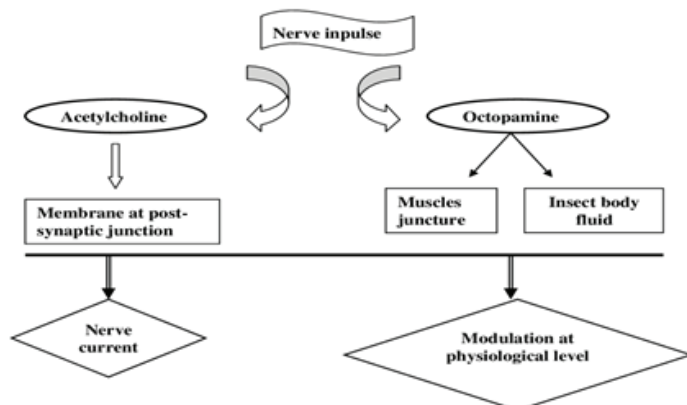 Nerve inpulse
Acetylcholine
Octopamine
Membrane at post-
synaptic junction
Muscles
juncture
Insect body
fluid
Nerve
current
Modulation at
physiological level